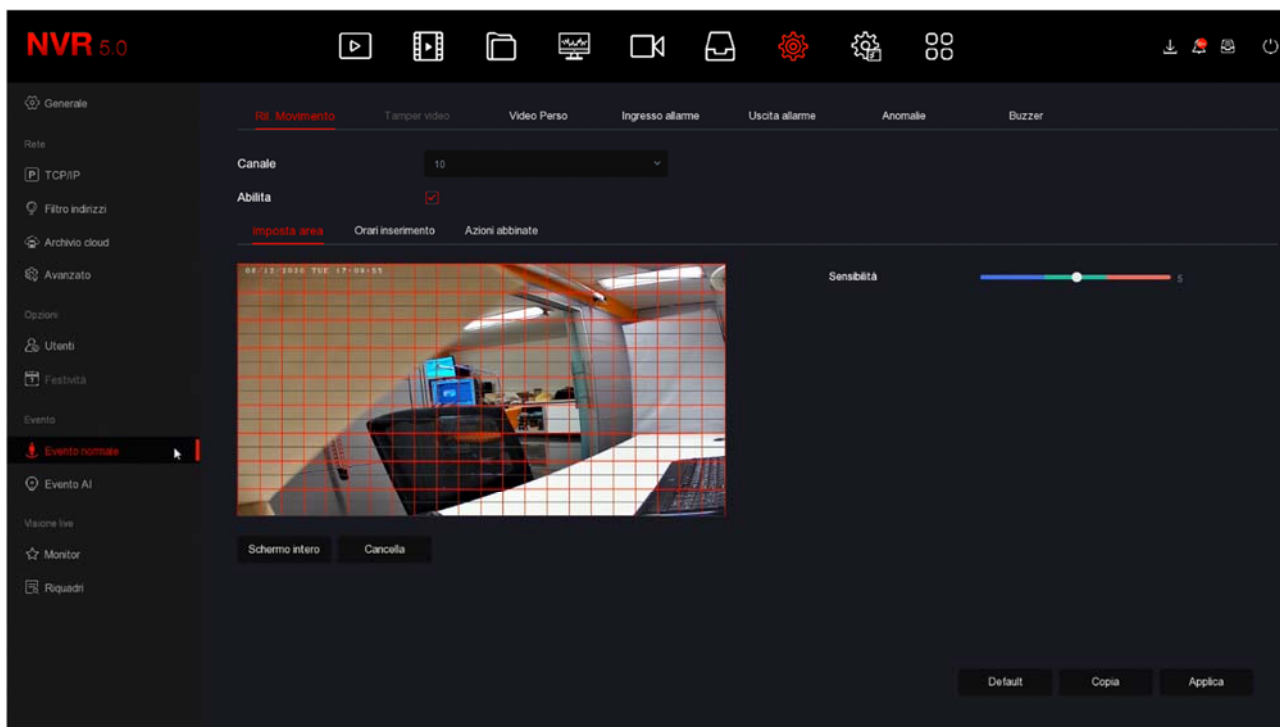 NVR 5.0
Generale
Rete
TCP/IP
Filtro indirizzi
Archivio cloud
Avanzato
Opzioni
Utenti
Festività
Evento
Evento normale
Evento AI
Visione live
Monitor
Riquadri
Ril. Movimento Tamper video Video Perso Ingresso allarme Uscita allarme Anomalie Buzzer
Canale 10
Abilita
Imposta area Orari inserimento Azioni abbinate
Sensibilità 5
Schermo intero Cancella
Default Copia Applica